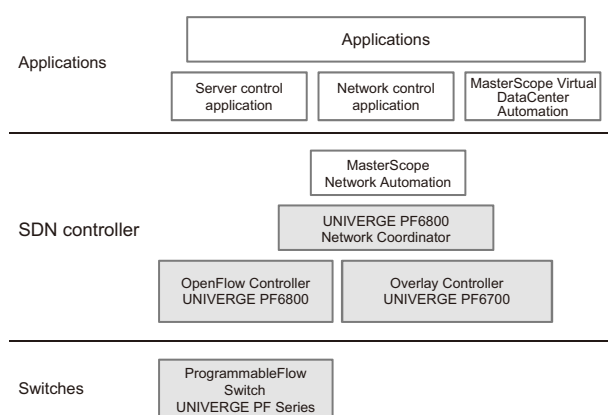 Applications
Applications
Server control
application
Network control
application
MasterScope Virtual
DataCenter
Automation
SDN controller
MasterScope
Network Automation
UNIVERGE PF6800
Network Coordinator
OpenFlow Controller
UNIVERGE PF6800
Overlay Controller
UNIVERGE PF6700
Switches
ProgrammableFlow
Switch
UNIVERGE PF Series